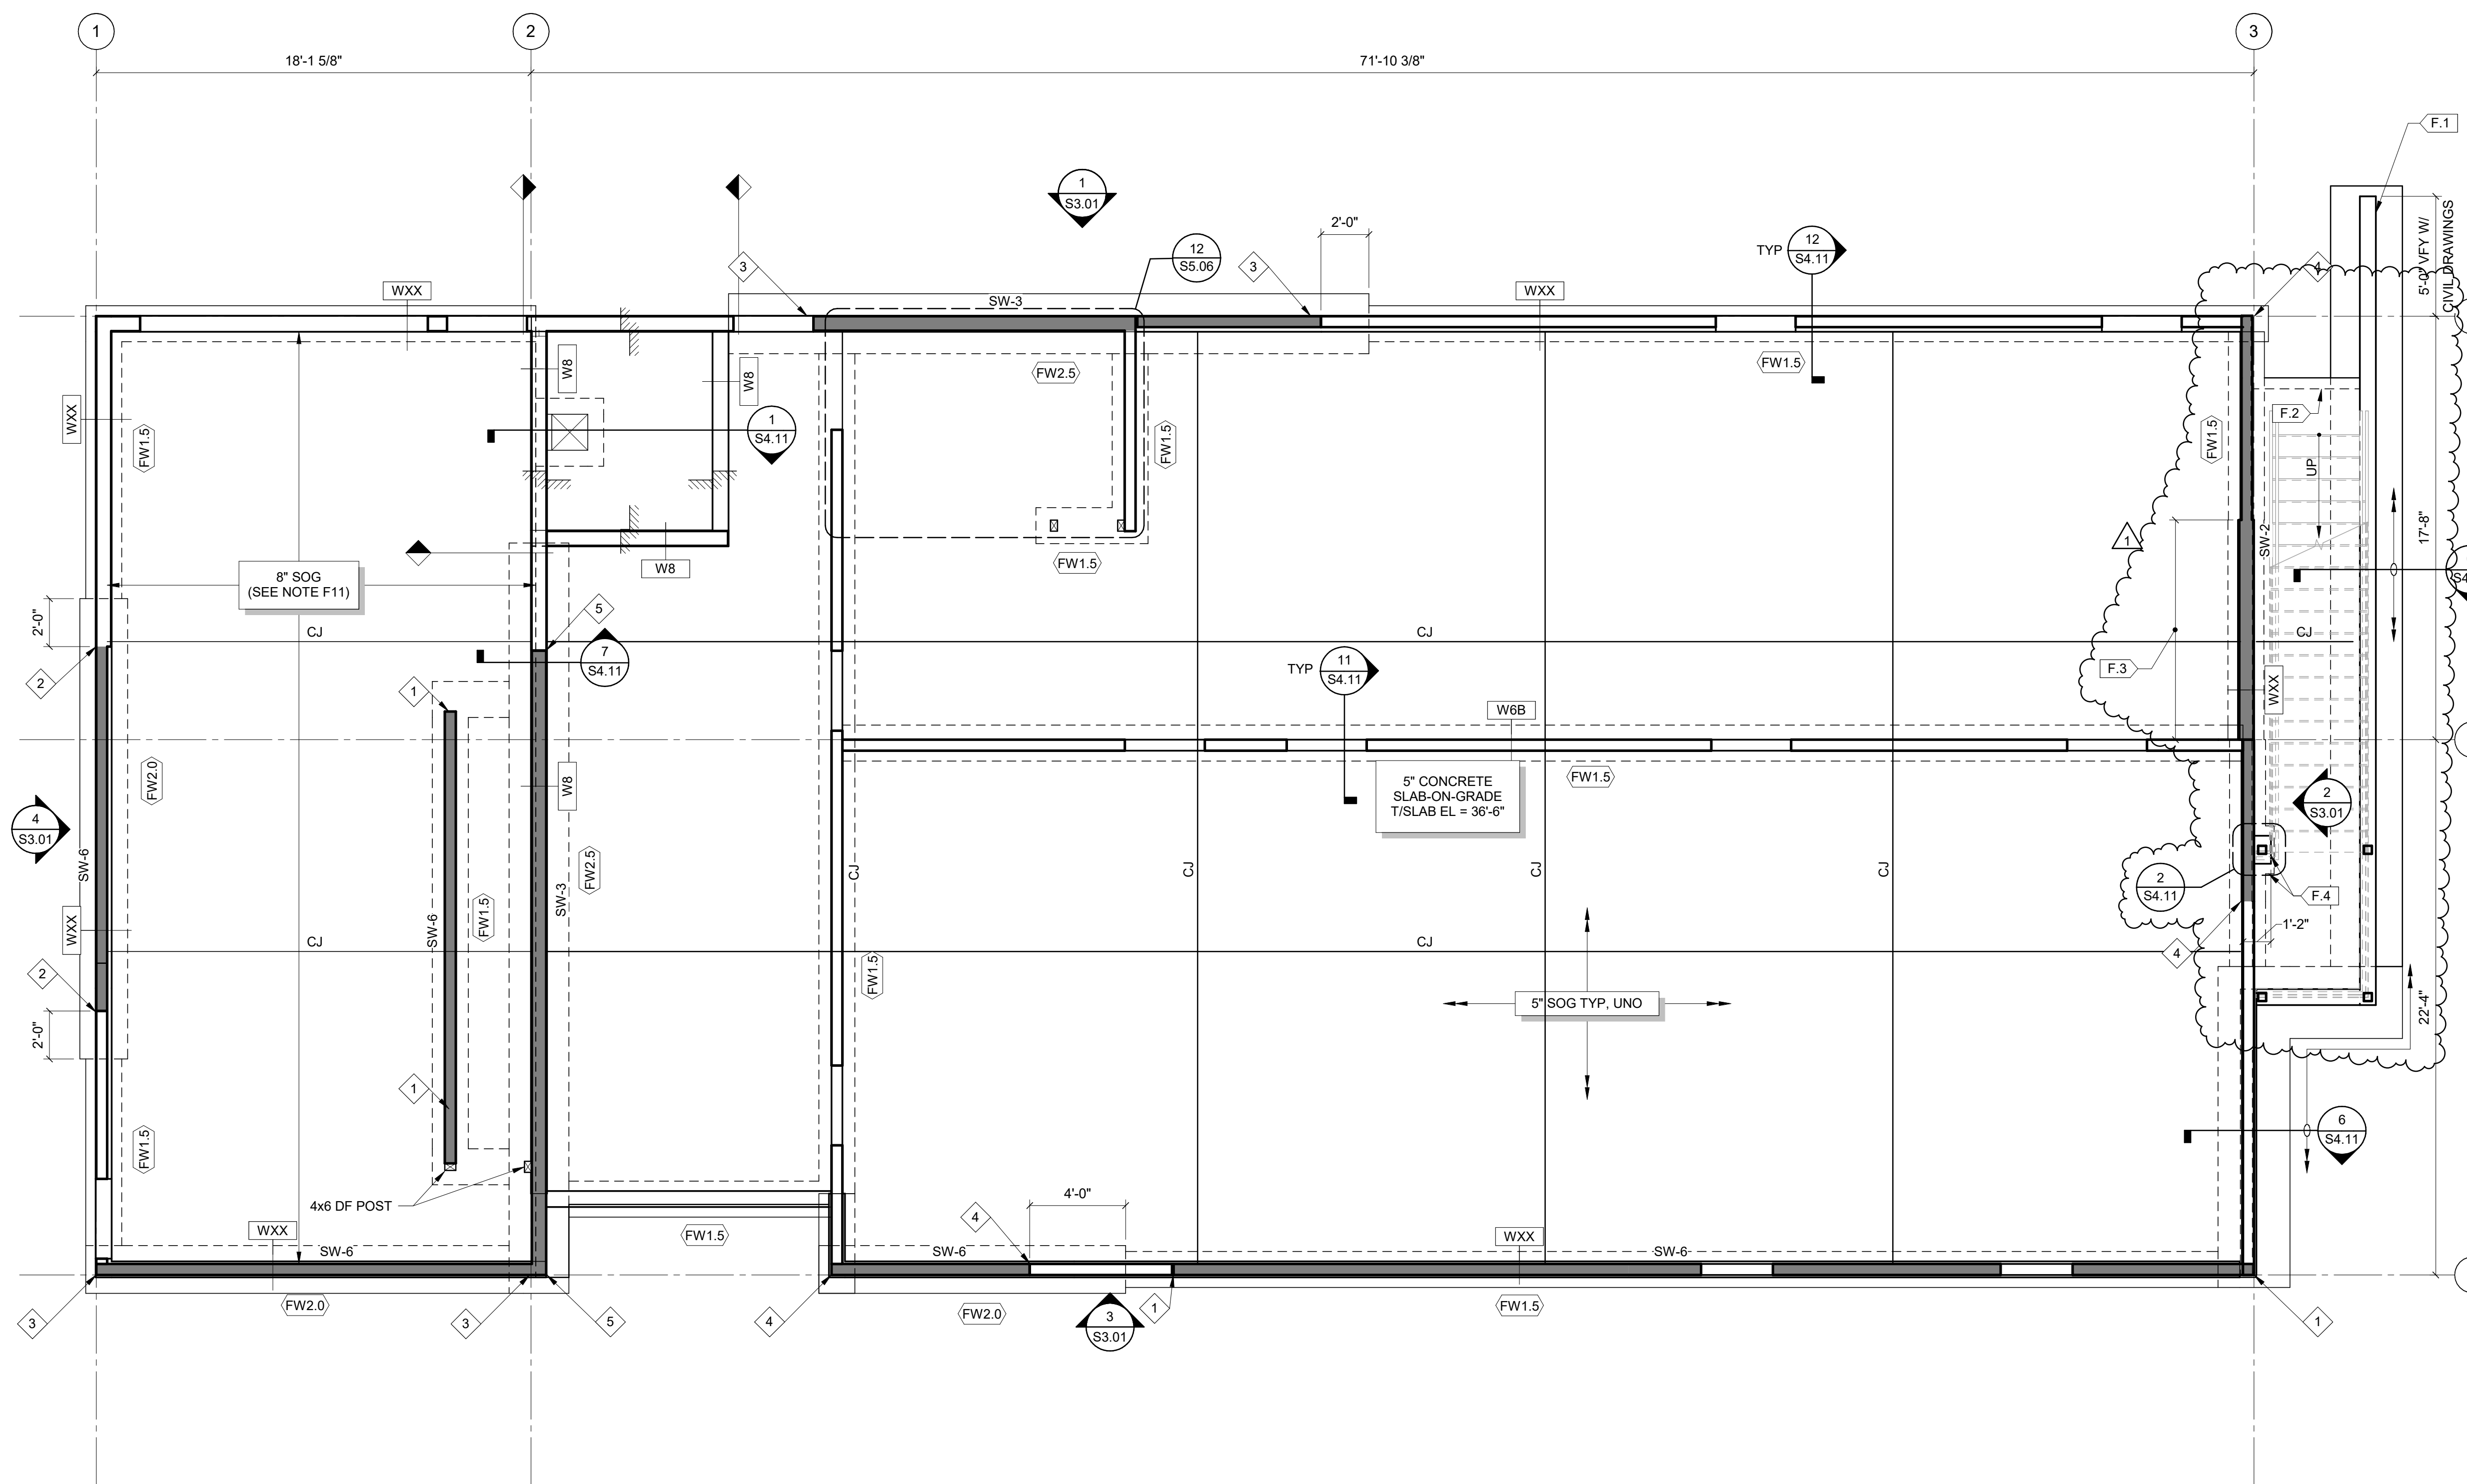 1
2
3
18'-1 5/8"
71'-10 3/8"
F.1
1
S3.01
2'-0"
12
S5.06
TYP
12
S4.11
5'-0" VFY W/
CIVIL DRAWINGS
3
3
4
WXX
SW-3
WXX
W8
W8
FW2.5
FW1.5
WXX
FW1.5
1
S4.11
FW1.5
FW1.5
F.2
UP
SW-2
17'-8"
1
W8
FW1.5
8" SOG
(SEE NOTE F11)
2'-0"
5
CJ
CJ
CJ
7
S4.11
TYP
11
S4.11
F.3
WXX
2
1
W6B
FW2.0
W8
FW1.5
5" CONCRETE
SLAB-ON-GRADE
T/SLAB EL = 36'-6"
2
S3.01
4
S3.01
SW-6
FW2.5
SW-3
CJ
CJ
CJ
CJ
2
S4.11
F.4
1'-2"
WXX
SW-6
FW1.5
CJ
CJ
4
2
FW1.5
5" SOG TYP, UNO
22'-4"
2'-0"
1
FW1.5
6
S4.11
4x6 DF POST
4'-0"
4
WXX
SW-6
FW1.5
SW-6
WXX
SW-6
FW2.0
3
3
5
4
FW2.0
3
S3.01
1
FW1.5
1